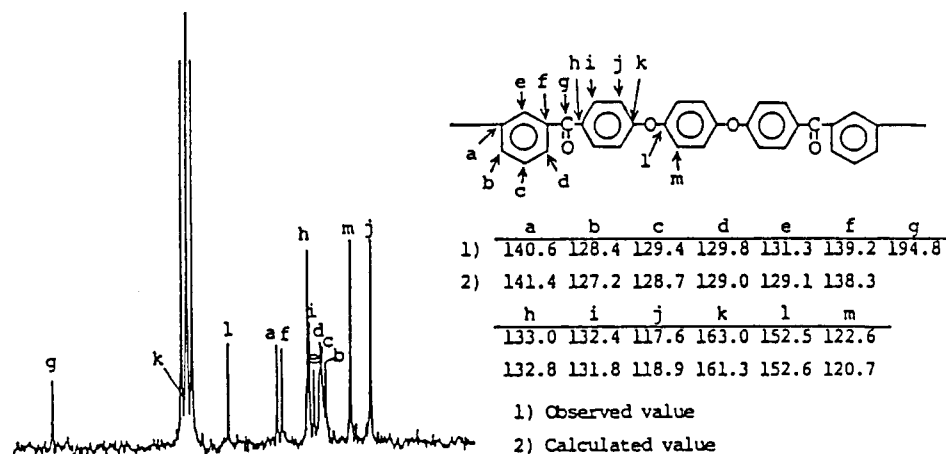 h i j k
e f g
C O O C
O O
a
b c d l m
g k l a f h i e d c b m j
a b c d e f g
1) 140.6 128.4 129.4 129.8 131.3 139.2 194.8
2) 141.4 127.2 128.7 129.0 129.1 138.3
h i j k l m
133.0 132.4 117.6 163.0 152.5 122.6
132.8 131.8 118.9 161.3 152.6 120.7
1) Observed value
2) Calculated value